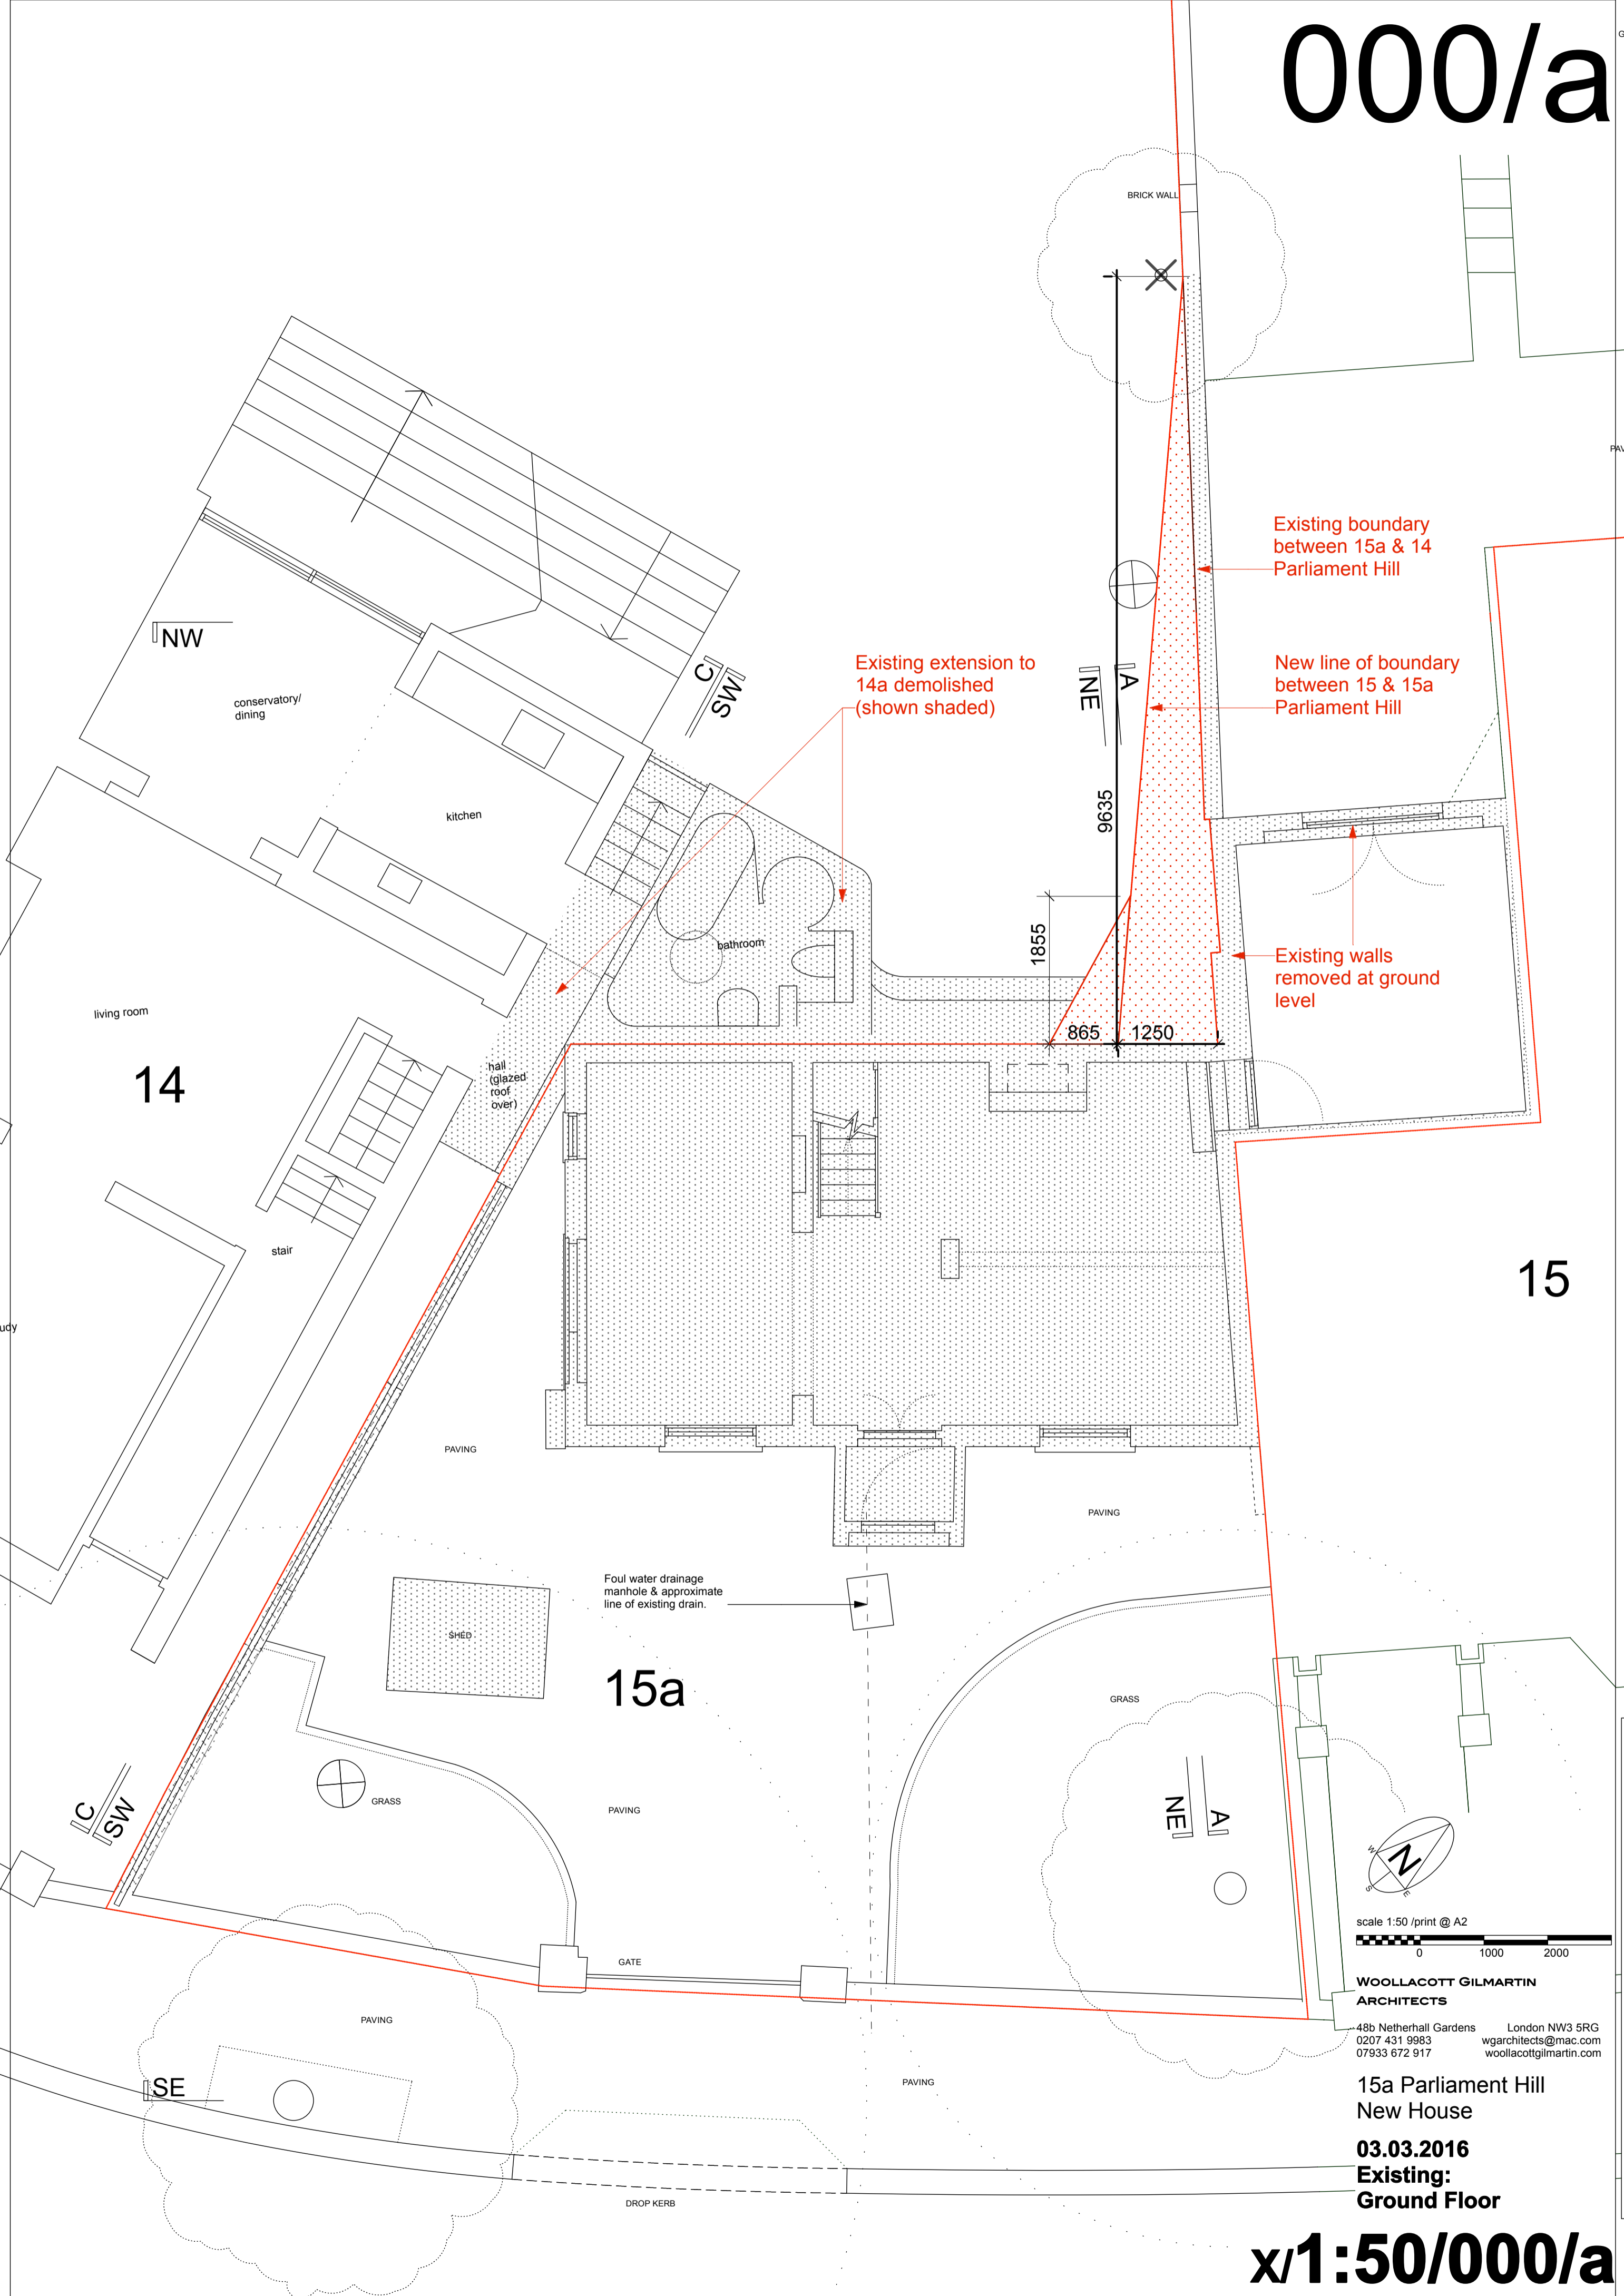 000/a
G
BRICK WALL
PAV
Existing boundary
between 15a & 14
Parliament Hill
NW
C
SW
NE
A
Existing extension to
14a demolished
(shown shaded)
New line of boundary
between 15 & 15a
Parliament Hill
conservatory/
dining
kitchen
9635
1855
bathroom
Existing walls
removed at ground
level
living room
865
1250
14
hall
(glazed
roof
over)
stair
15
udy
PAVING
PAVING
Foul water drainage
manhole & approximate
line of existing drain.
SHED
15a
GRASS
GRASS
PAVING
C
SW
NE
A
W
N
S
E
scale 1:50 /print @ A2
0 1000 2000
GATE
WOOLLACOTT GILMARTIN
ARCHITECTS
48b Netherhall Gardens London NW3 5RG
0207 431 9983 wgarchitects@mac.com
07933 672 917 woollacottgilmartin.com
PAVING
PAVING
SE
15a Parliament Hill
New House
03.03.2016
Existing:
Ground Floor
DROP KERB
x/1:50/000/a